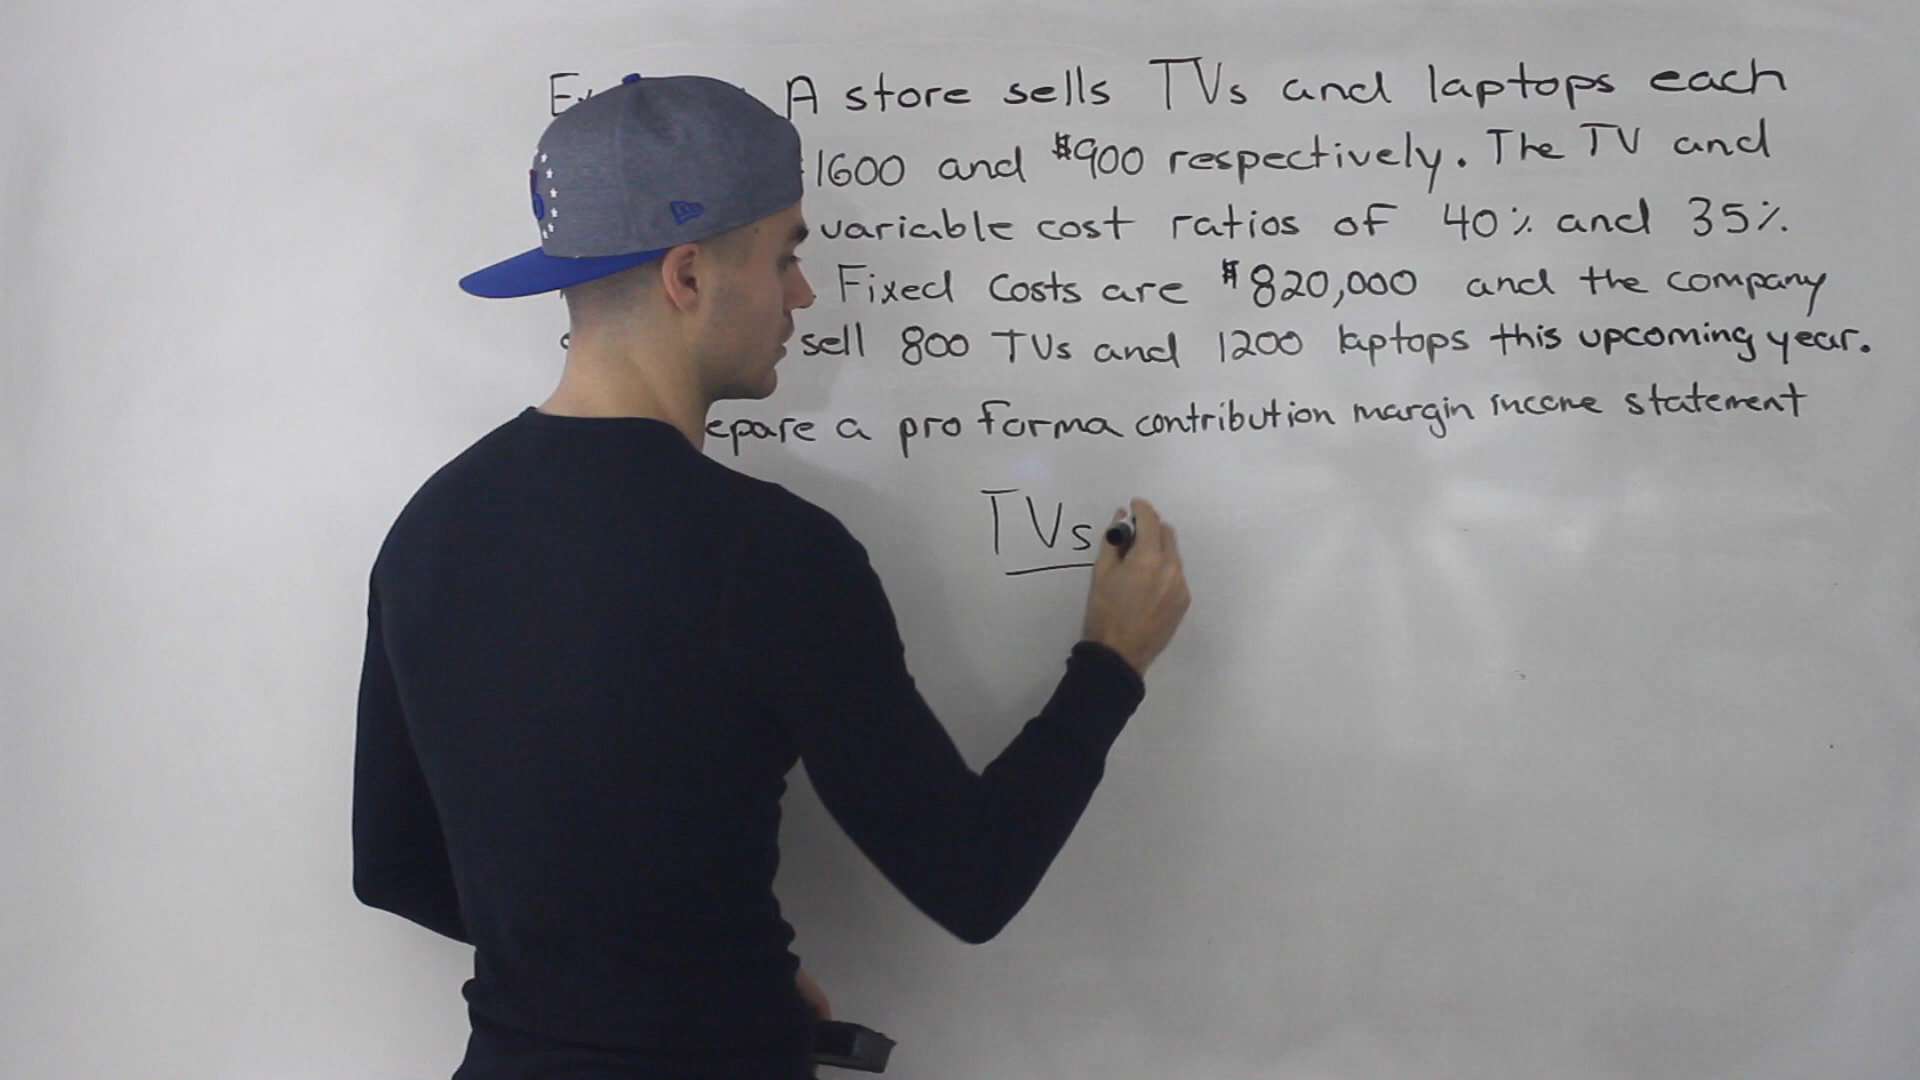 A store sells TVs and laptops each
1600 and $900 respectively. The TV and
variable cost ratios of 40% and 35%.
Fixed Costs are $820,000 and the company
sell 800 TVs and 1200 laptops this upcoming year.
epare a pro forma contribution margin income statement
TVs